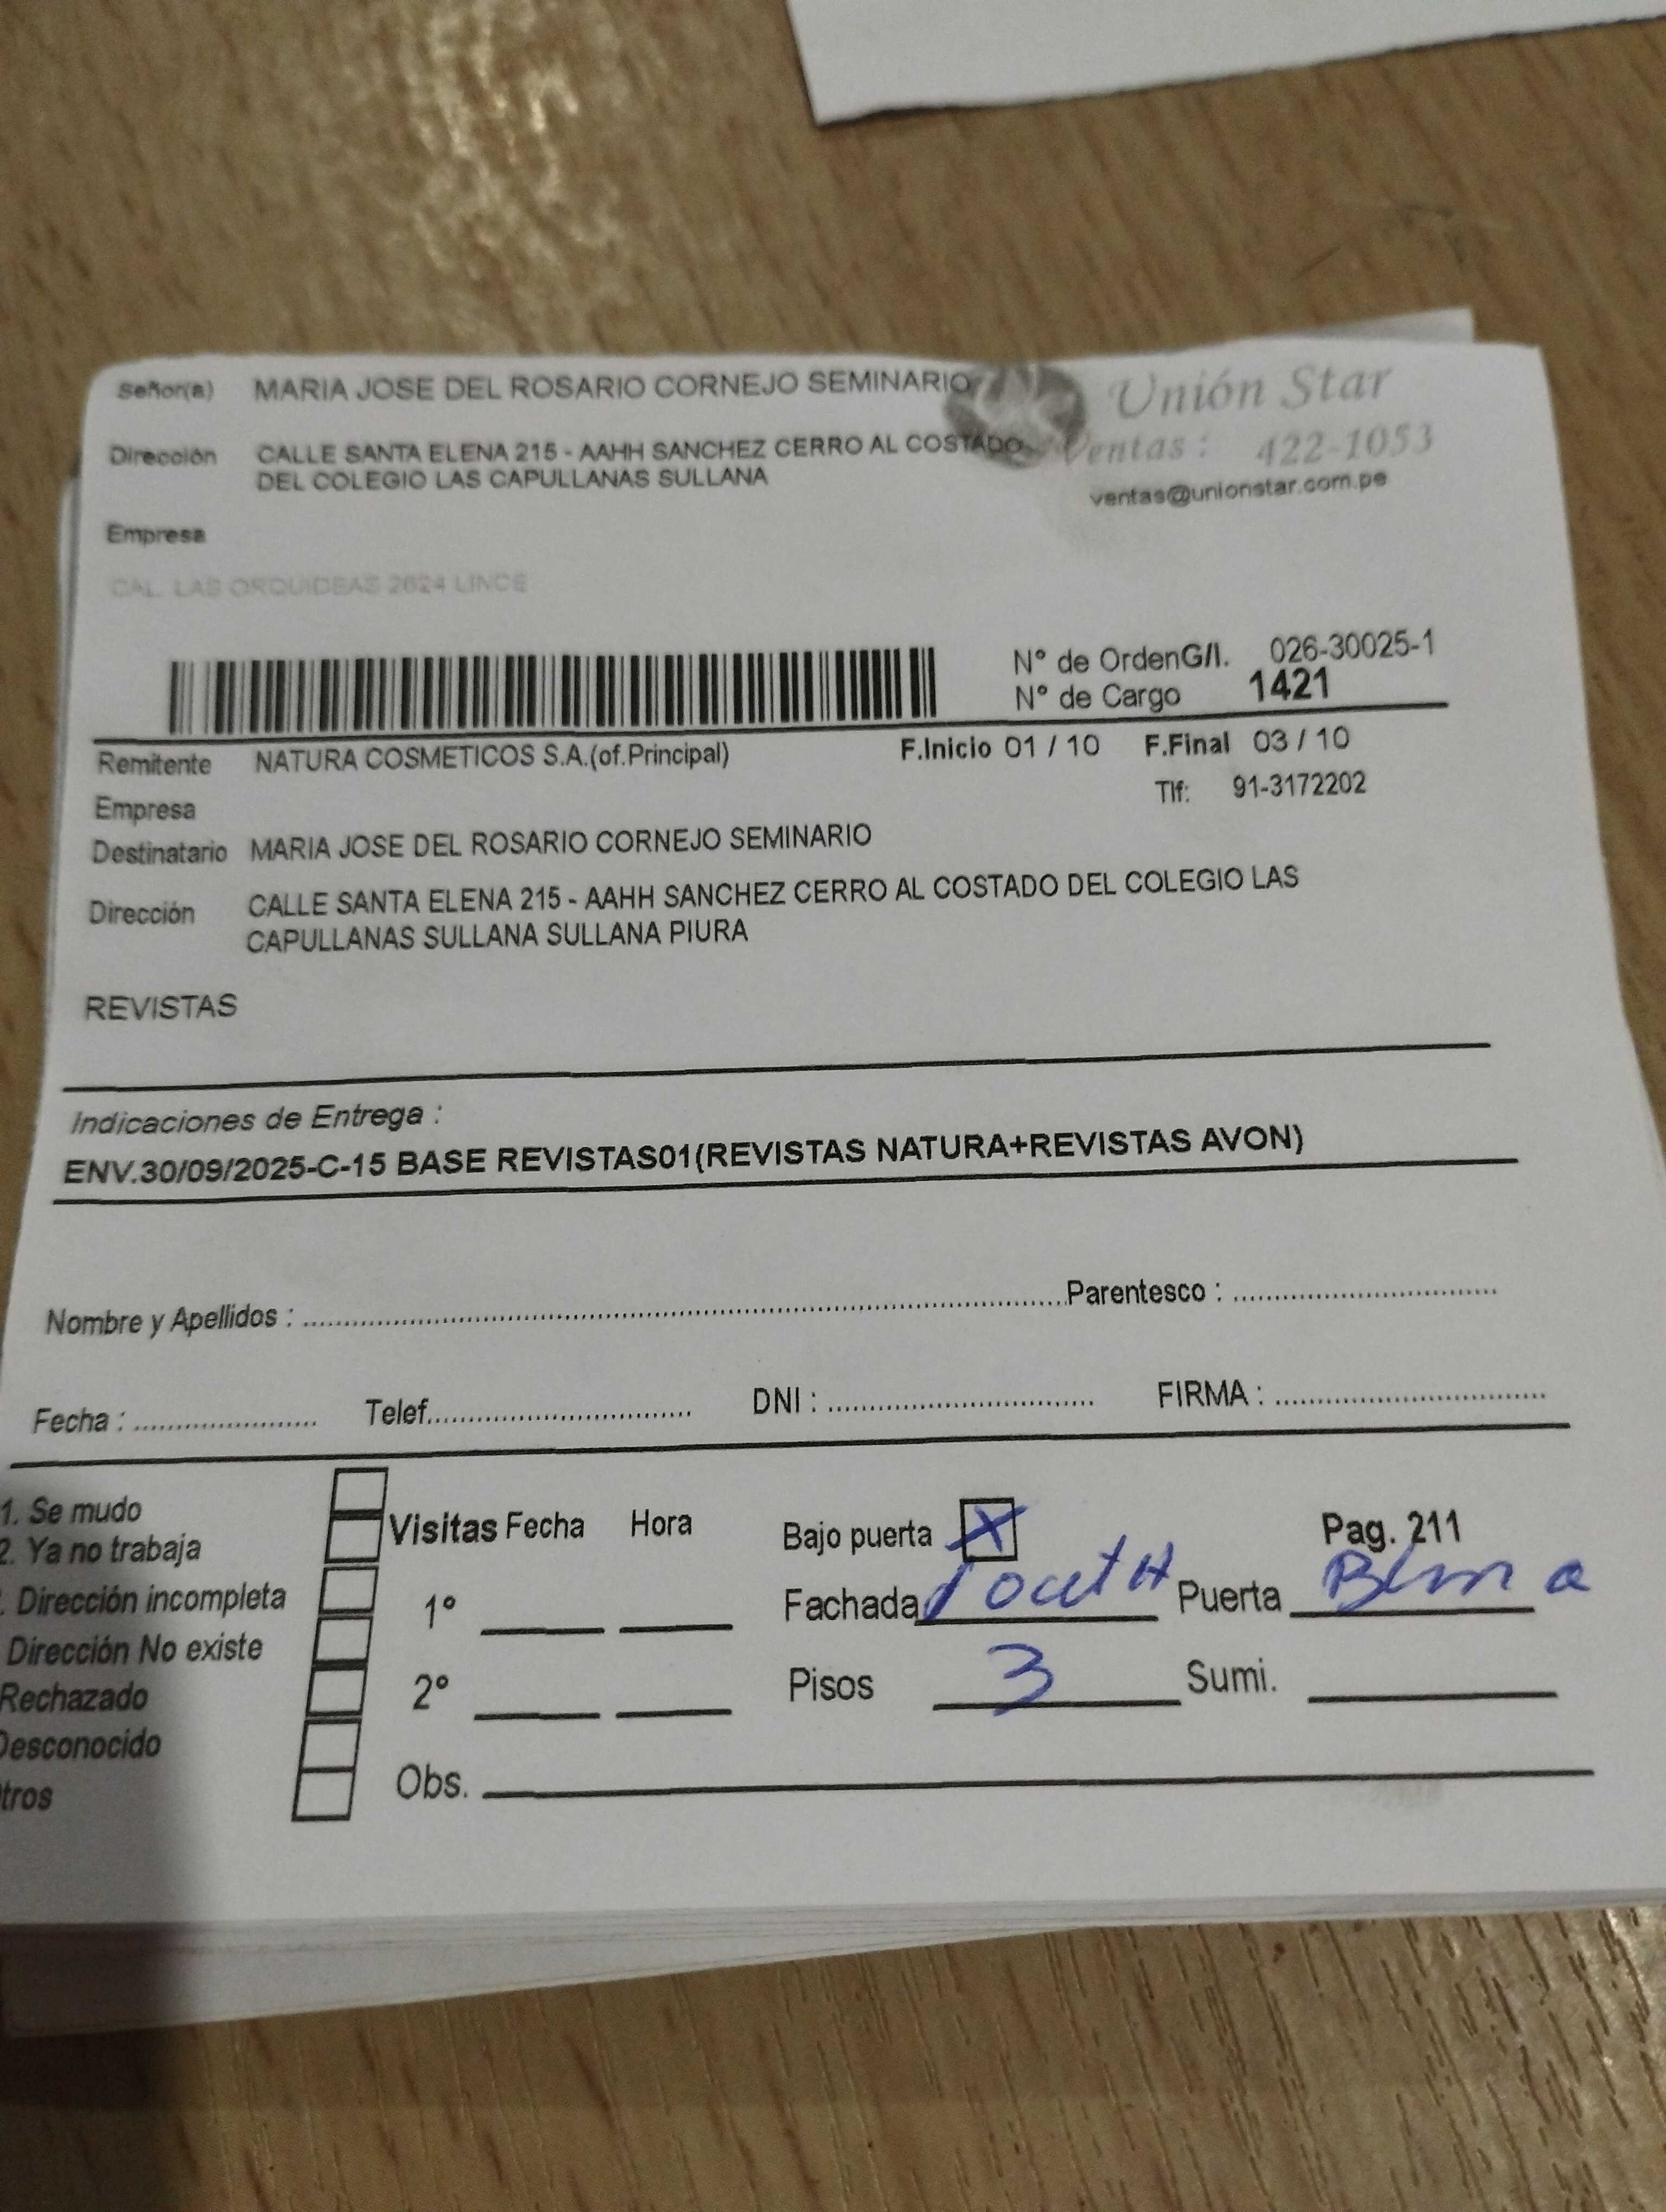 Señor(a) MARIA JOSE DEL ROSARIO CORNEJO SEMINARIO
Unión Star
Dirección CALLE SANTA ELENA 215 - AAHH SANCHEZ CERRO AL COSTADO
DEL COLEGIO LAS CAPULLANAS SULLANA
Ventas : 422-1053
ventas@unionstar.com.pe
Empresa
CAL. LAS ORQUIDEAS 2624 LINCE
N° de OrdenG/I. 026-30025-1
N° de Cargo 1421
Remitente NATURA COSMETICOS S.A.(of.Principal) F.Inicio 01 / 10 F.Final 03 / 10
Empresa Tlf: 91-3172202
Destinatario MARIA JOSE DEL ROSARIO CORNEJO SEMINARIO
Dirección CALLE SANTA ELENA 215 - AAHH SANCHEZ CERRO AL COSTADO DEL COLEGIO LAS
CAPULLANAS SULLANA SULLANA PIURA
REVISTAS
Indicaciones de Entrega :
ENV.30/09/2025-C-15 BASE REVISTAS01(REVISTAS NATURA+REVISTAS AVON)
Nombre y Apellidos : Parentesco :
Fecha : Telef. DNI : FIRMA :
1. Se mudo
2. Ya no trabaja
. Dirección incompleta
Dirección No existe
Rechazado
Desconocido
tros
Visitas Fecha Hora
1°
2°
Obs.
Bajo puerta X Pag. 211
Fachada Puerta
Pisos 3 Sumi.